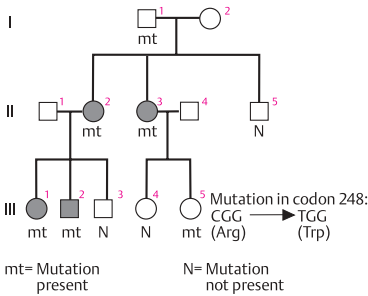 I
1
2
mt
II
1
2
3
4
5
mt
mt
N
III
1
2
3
4
5
mt
mt
N
N
mt
Mutation in codon 248:
CGG → TGG
(Arg) (Trp)
mt= Mutation present
N= Mutation not present